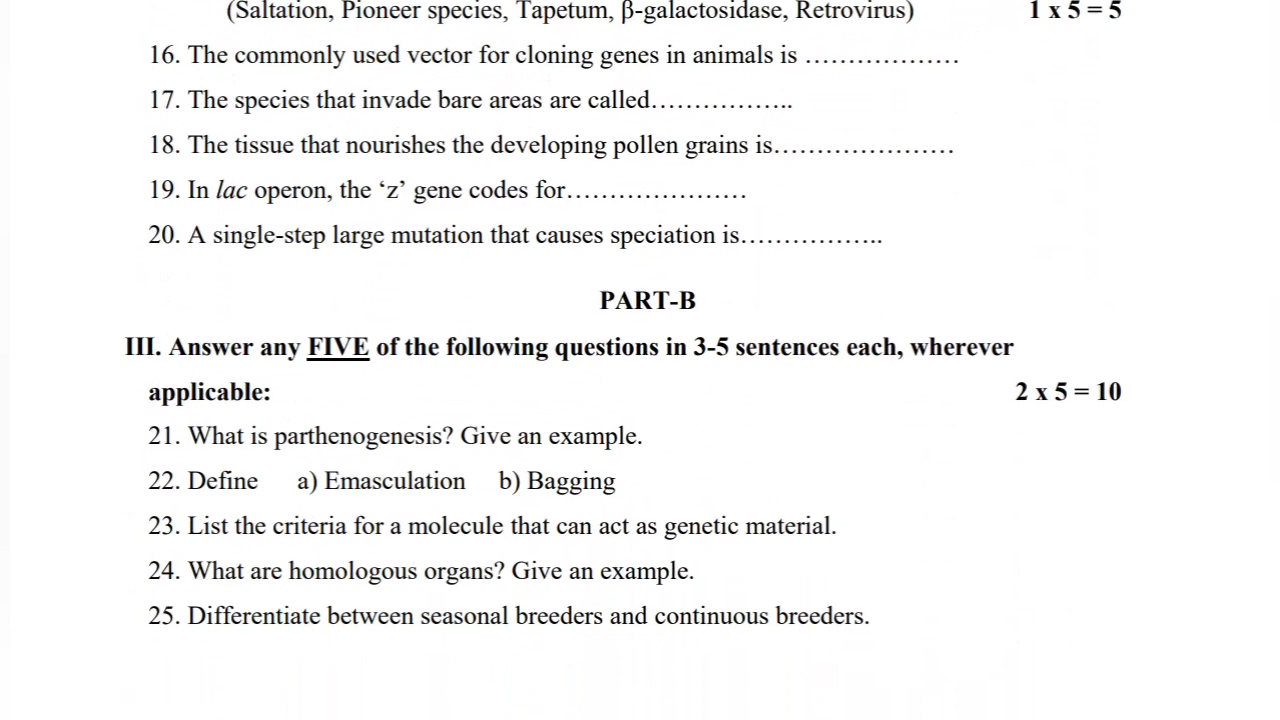 (Saltation, Pioneer species, Tapetum, β-galactosidase, Retrovirus) 1 x 5 = 5
16. The commonly used vector for cloning genes in animals is ………………
17. The species that invade bare areas are called……………..
18. The tissue that nourishes the developing pollen grains is…………………
19. In lac operon, the ‘z’ gene codes for…………………
20. A single-step large mutation that causes speciation is……………..
PART-B
III. Answer any FIVE of the following questions in 3-5 sentences each, wherever
applicable: 2 x 5 = 10
21. What is parthenogenesis? Give an example.
22. Define a) Emasculation b) Bagging
23. List the criteria for a molecule that can act as genetic material.
24. What are homologous organs? Give an example.
25. Differentiate between seasonal breeders and continuous breeders.